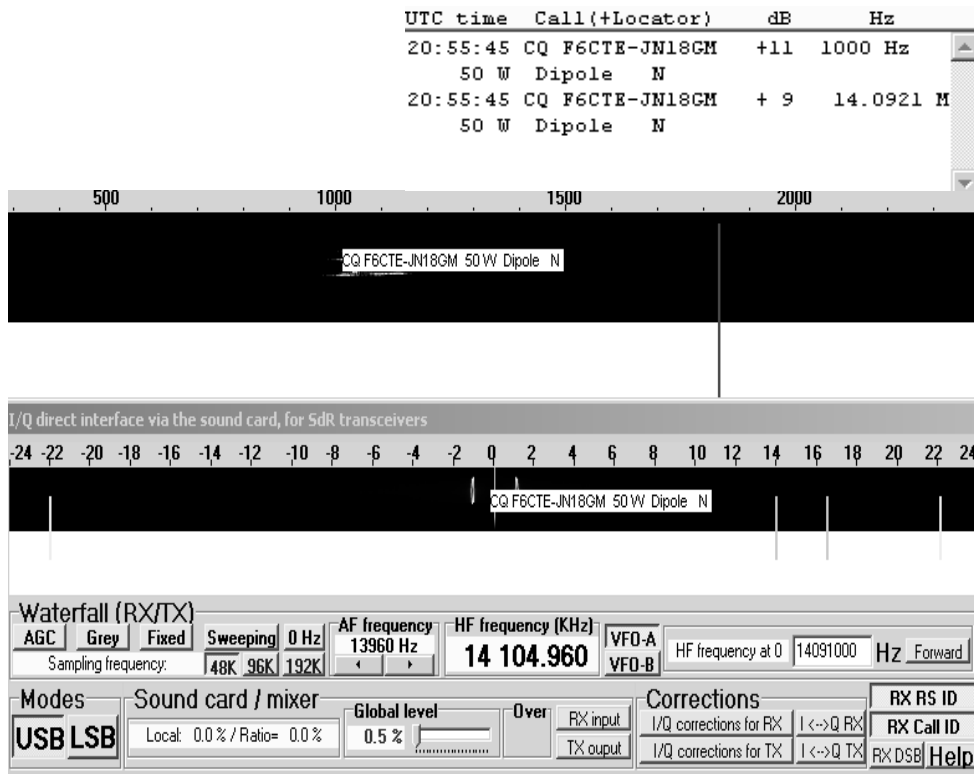 UTC time Call(+Locator) dB Hz
20:55:45 CQ F6CTE-JN18GM +11 1000 Hz
50 W Dipole N
20:55:45 CQ F6CTE-JN18GM + 9 14.0921 M
50 W Dipole N
500 1000 1500 2000
CQ F6CTE-JN18GM 50 W Dipole N
I/Q direct interface via the sound card, for SdR transceivers
-24 -22 -20 -18 -16 -14 -12 -10 -8 -6 -4 -2 0 2 4 6 8 10 12 14 16 18 20 22 24
CQ F6CTE-JN18GM 50 W Dipole N
Waterfall (RX/TX)
AGC Grey Fixed Sweeping 0 Hz
Sampling frequency: 48K 96K 192K
AF frequency
13960 Hz
HF frequency (KHz)
14 104.960
VFO-A
VFO-B
HF frequency at 0 14091000 Hz Forward
Modes
USB LSB
Sound card / mixer
Local: 0.0 % / Ratio= 0.0 %
Global level
0.5 %
Over
RX input
TX ouput
Corrections
I/Q corrections for RX I<-->Q RX
I/Q corrections for TX I<-->Q TX
RX RS ID
RX Call ID
RX DSB Help